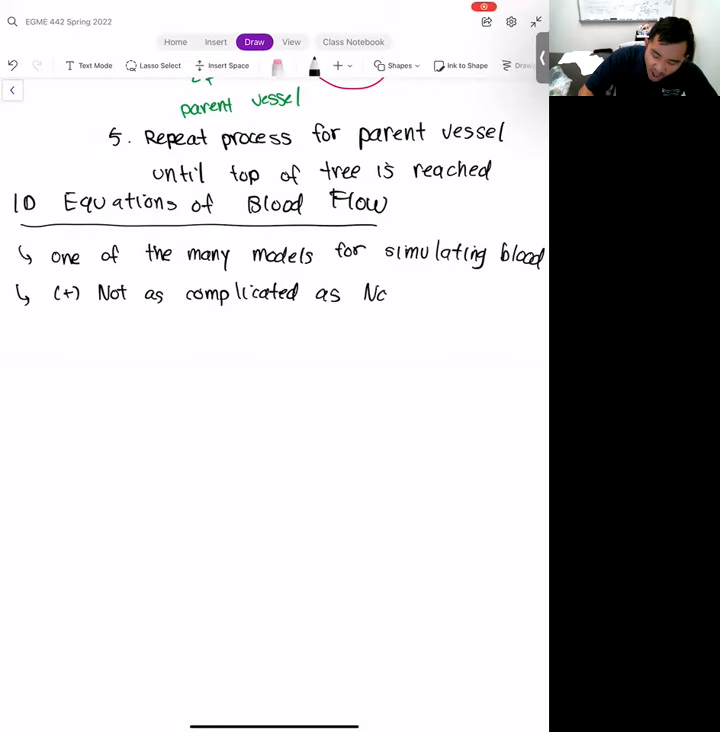 EGME 442 Spring 2022
Home Insert Draw View Class Notebook
Text Mode Lasso Select Insert Space Shapes Ink to Shape Draw
parent vessel
5. Repeat process for parent vessel
until top of tree is reached
1D Equations of Blood Flow
↳ one of the many models for simulating blood
↳ (+) Not as complicated as Nc